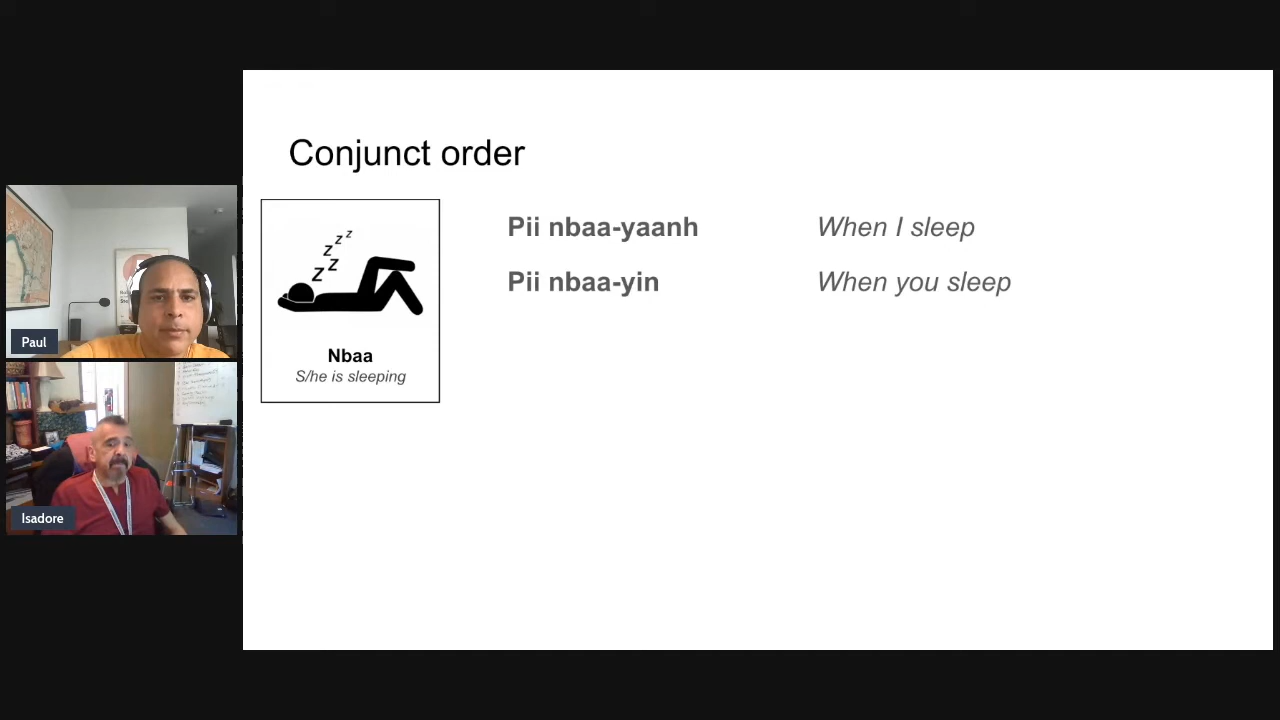 Conjunct order
z z
z
z z
Nbaa
S/he is sleeping
Pii nbaa-yaanh When I sleep
Pii nbaa-yin When you sleep
Paul
Isadore